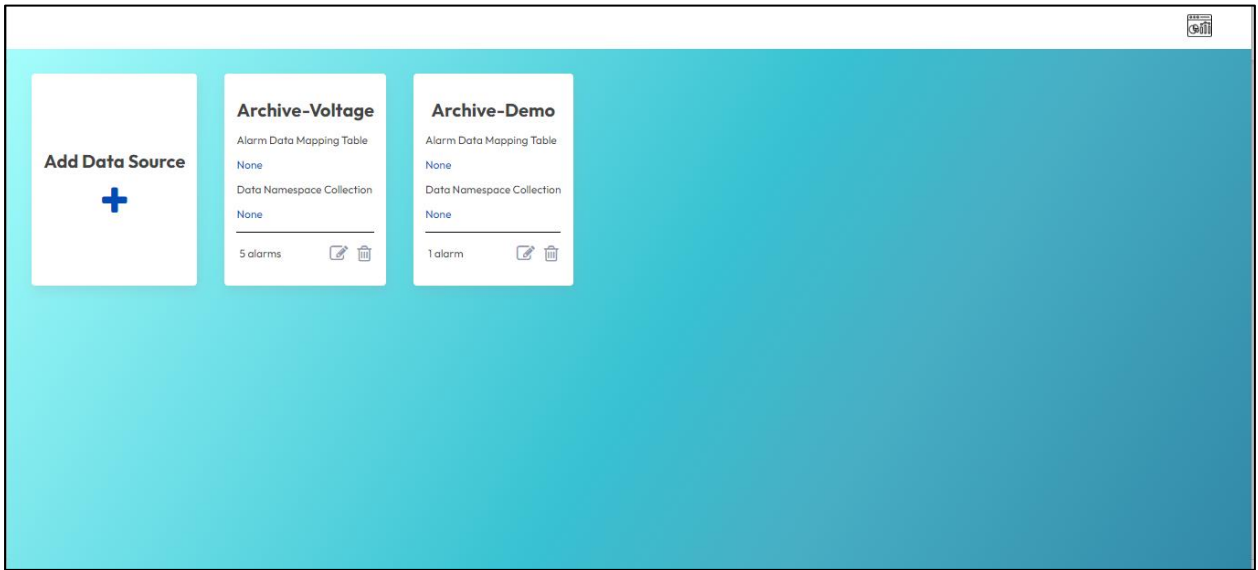 Add Data Source
Archive-Voltage
Alarm Data Mapping Table
None
Data Namespace Collection
None
5 alarms
Archive-Demo
Alarm Data Mapping Table
None
Data Namespace Collection
None
1 alarm